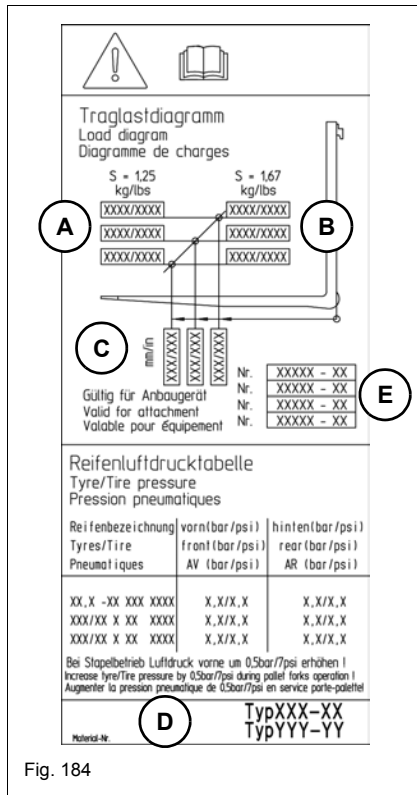 Traglastdiagramm
Load diagram
Diagramme de charges
S = 1,25
kg/lbs
S = 1,67
kg/lbs
A
XXXX/XXXX
XXXX/XXXX
XXXX/XXXX
XXXX/XXXX
XXXX/XXXX
XXXX/XXXX
B
C
mm/in
XXX/XXX
XXX/XXX
XXX/XXX
Gültig für Anbaugerät
Valid for attachment
Valable pour équipement
Nr. XXXXX - XX
Nr. XXXXX - XX
Nr. XXXXX - XX
Nr. XXXXX - XX
E
Reifenluftdrucktabelle
Tyre/Tire pressure
Pression pneumatiques
Reifenbezeichnung vorn(bar/psi) hinten(bar/psi)
Tyres/Tire front(bar/psi) rear(bar/psi)
Pneumatiques AV (bar/psi) AR (bar/psi)
XX,X -XX XXX XXXX X,X/X,X X,X/X,X
XXX/XX X XX XXXX X,X/X,X X,X/X,X
XXX/XX X XX XXXX X,X/X,X X,X/X,X
Bei Stapelbetrieb Luftdruck vorne um 0,5bar/7psi erhöhen !
Increase tyre/Tire pressure by 0,5bar/7psi during pallet forks operation !
Augmenter la pression pneumatique de 0,5bar/7psi en service porte-palette!
D
TypXXX-XX
TypYYY-YY
Material-Nr.
Fig. 184